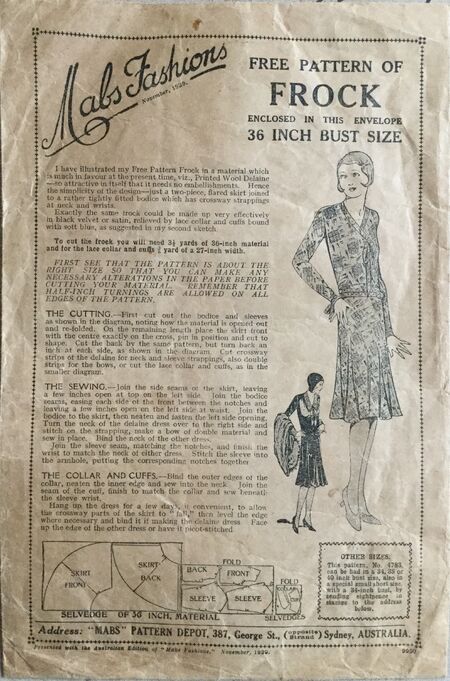 Mabs Fashions
November, 1929.
FREE PATTERN OF
FROCK
ENCLOSED IN THIS ENVELOPE
36 INCH BUST SIZE
I have illustrated my Free Pattern Frock in a material which
is much in favour at the present time, viz., Printed Wool Delaine
—so attractive in itself that it needs no embellishments. Hence
the simplicity of the design—just a two-piece, flared skirt joined
to a rather tightly fitted bodice which has crossway strappings
at neck and wrists.
Exactly the same frock could be made up very effectively
in black velvet or satin, relieved by lace collar and cuffs bound
with soft blue, as suggested in my second sketch.
To cut the frock you will need 3½ yards of 36-inch material
and for the lace collar and cuffs yard of a 27-inch width.
FIRST SEE THAT THE PATTERN IS ABOUT THE
RIGHT SIZE SO THAT YOU CAN MAKE ANY
NECESSARY ALTERATIONS IN THE PAPER BEFORE
CUTTING YOUR MATERIAL. REMEMBER THAT
HALF-INCH TURNINGS ARE ALLOWED ON ALL
EDGES OF THE PATTERN.
THE CUTTING.—First cut out the bodice and sleeves
as shown in the diagram, noting how the material is opened out
and re-folded. On the remaining length place the skirt front
with the centre exactly on the cross, pin in position and cut to
shape. Cut the back by the same pattern, but turn back an
inch at each side, as shown in the diagram. Cut crossway
strips of the delaine for neck and sleeve strappings, also double
strips for the bows, or cut the lace collar and cuffs, as in the
smaller diagram.
THE SEWING.—Join the side seams of the skirt, leaving
a few inches open at top on the left side. Join the bodice
seams, easing each side of the front between the notches and
leaving a few inches open on the left side at waist. Join the
bodice to the skirt, then neaten and fasten the left side opening.
Turn the neck of the delaine dress over to the right side and
stitch on the strapping, make a bow of double material and
sew in place. Bind the neck of the other dress.
Join the sleeve seam, matching the notches, and finish the
wrist to match the neck of either dress. Stitch the sleeve into
the armhole, putting the corresponding notches together
THE COLLAR AND CUFFS.—Bind the outer edges of the
collar, neaten the inner edge and sew into the neck. Join the
seam of the cuff, finish to match the collar and sew beneath
the sleeve wrist.
Hang up the dress for a few days, if convenient, to allow
the crossway parts of the skirt to "fall," then level the edge
where necessary and bind it if making the delaine dress. Face
up the edge of the other dress or have it picot-stitched.
SKIRT
FRONT
SKIRT
BACK
BACK
FOLD
FRONT
SLEEVE
SLEEVE
FOLD
COLLAR
SELVEDGE OF 36 INCH, MATERIAL
SELVEDGES
OTHER SIZES:
This pattern, No. 4783,
can be had in a 34, 38 or
40 inch bust size, also in
a special small short size,
with a 34-inch bust, by
sending eightpence in
stamps to the address
below.
Address: "MABS" PATTERN DEPOT, 387, George St., (opposite Strand) Sydney, AUSTRALIA.
Presented with the Australian Edition of "Mabs Fashions," November, 1929.